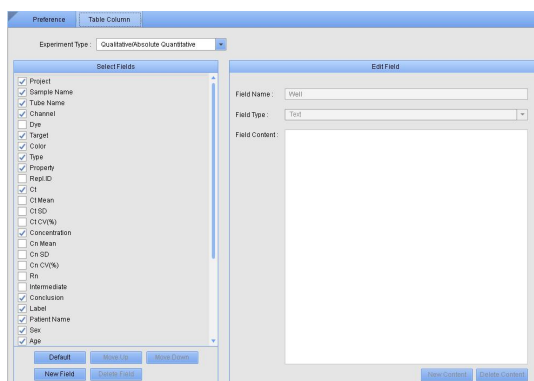 Preference Table Column
Experiment Type : Qualitative/Absolute Quantitative
Select Fields
Project
Sample Name
Tube Name
Channel
Dye
Target
Color
Type
Property
Repl.ID
Ct
Ct Mean
Ct SD
Ct CV(%)
Concentration
Cn Mean
Cn SD
Cn CV(%)
Rn
Intermediate
Conclusion
Label
Patient Name
Sex
Age
Default Move Up Move Down
New Field Delete Field
Edit Field
Field Name : Well
Field Type : Text
Field Content :
New Content Delete Content